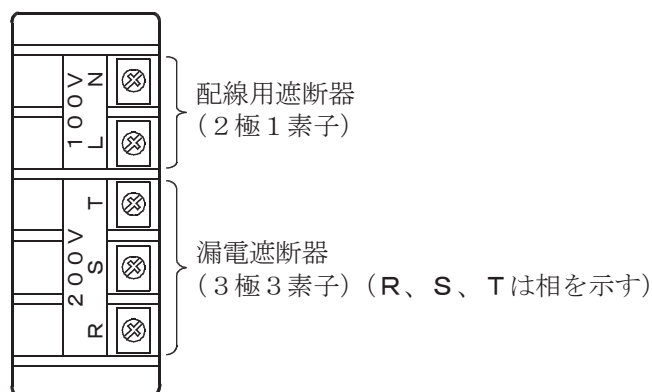 100V
N
L
配線用遮断器
（２極１素子）
200V
T
S
R
漏電遮断器
（３極３素子）（R、S、Tは相を示す）